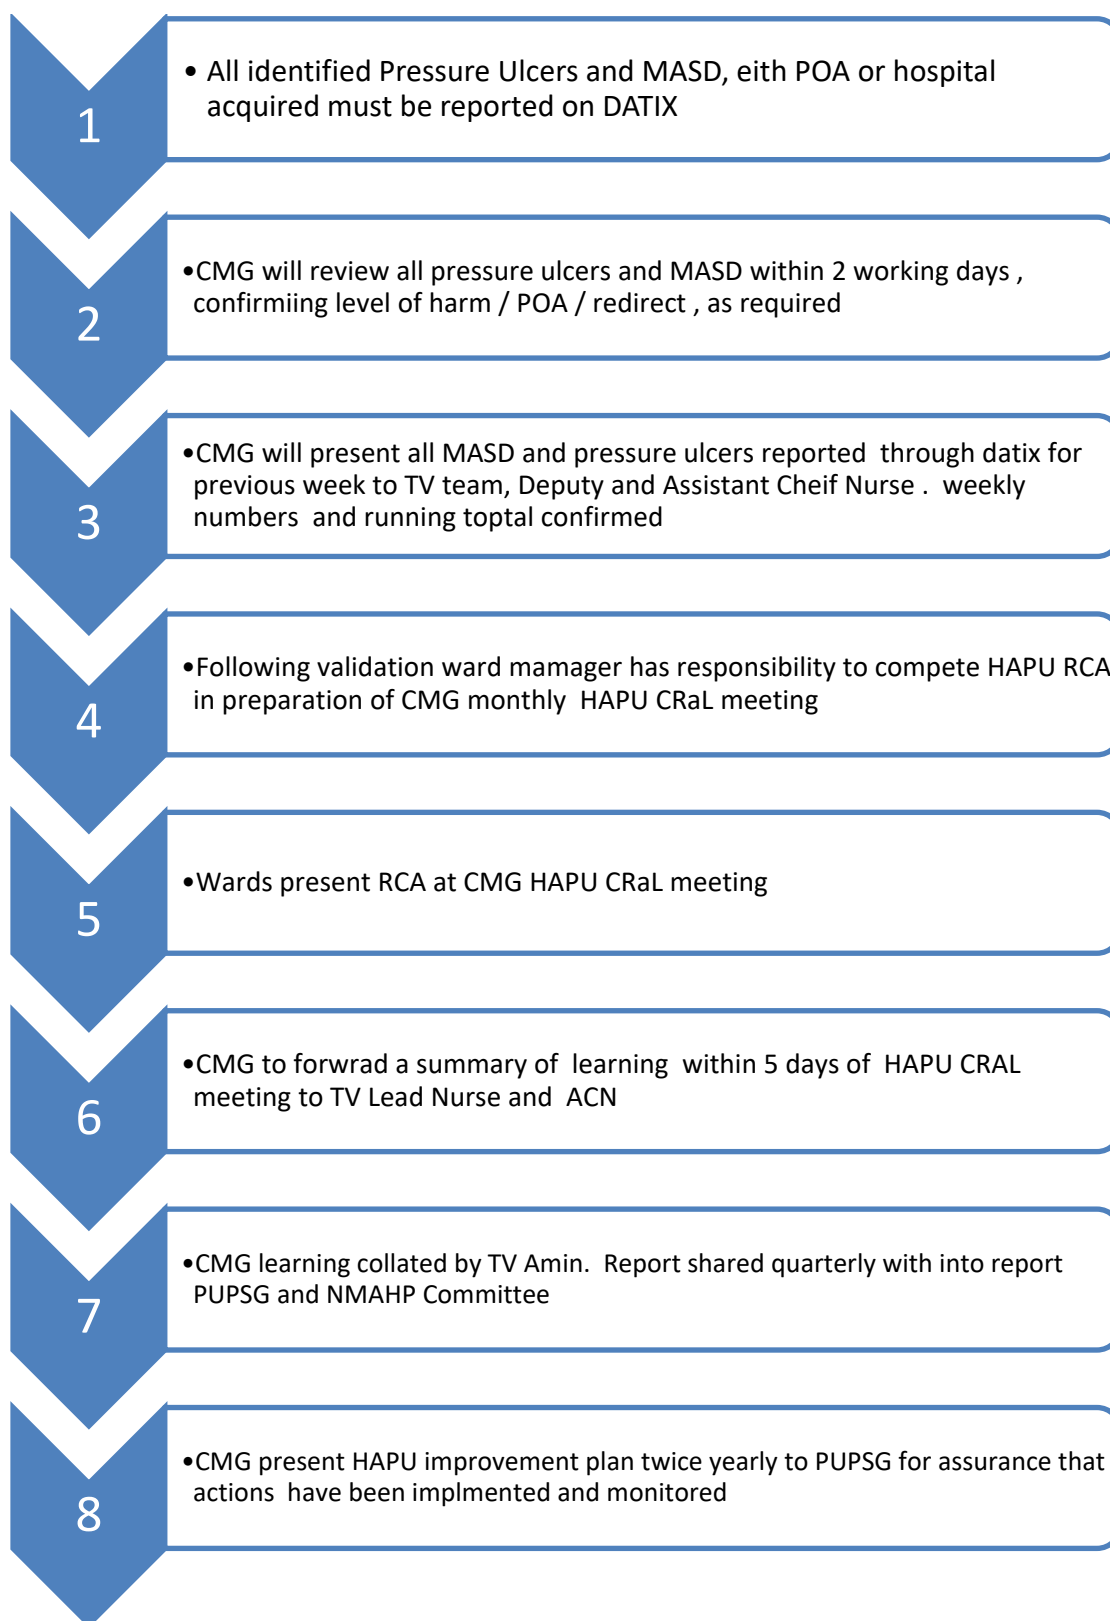 1
• All identified Pressure Ulcers and MASD, eith POA or hospital
acquired must be reported on DATIX
2
•CMG will review all pressure ulcers and MASD within 2 working days ,
confirmiing level of harm / POA / redirect , as required
3
•CMG will present all MASD and pressure ulcers reported  through datix for
previous week to TV team, Deputy and Assistant Cheif Nurse .  weekly
numbers  and running toptal confirmed
4
•Following validation ward mamager has responsibility to compete HAPU RCA
in preparation of CMG monthly  HAPU CRaL meeting
5
•Wards present RCA at CMG HAPU CRaL meeting
6
•CMG to forwrad a summary of  learning  within 5 days of  HAPU CRAL
meeting to TV Lead Nurse and  ACN
7
•CMG learning collated by TV Amin.  Report shared quarterly with into report
PUPSG and NMAHP Committee
8
•CMG present HAPU improvement plan twice yearly to PUPSG for assurance that
actions  have been implmented and monitored